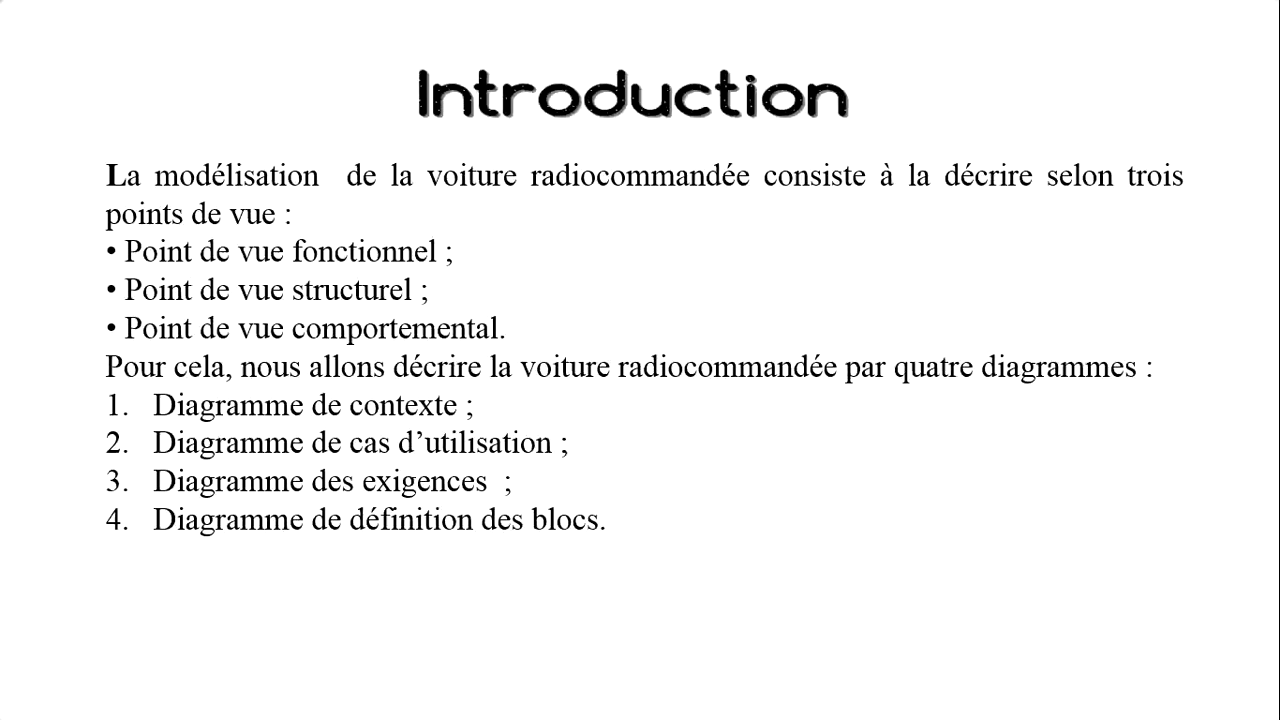 Introduction
La modélisation  de la voiture radiocommandée consiste à la décrire selon trois
points de vue :
• Point de vue fonctionnel ;
• Point de vue structurel ;
• Point de vue comportemental.
Pour cela, nous allons décrire la voiture radiocommandée par quatre diagrammes :
1. Diagramme de contexte ;
2. Diagramme de cas d’utilisation ;
3. Diagramme des exigences  ;
4. Diagramme de définition des blocs.